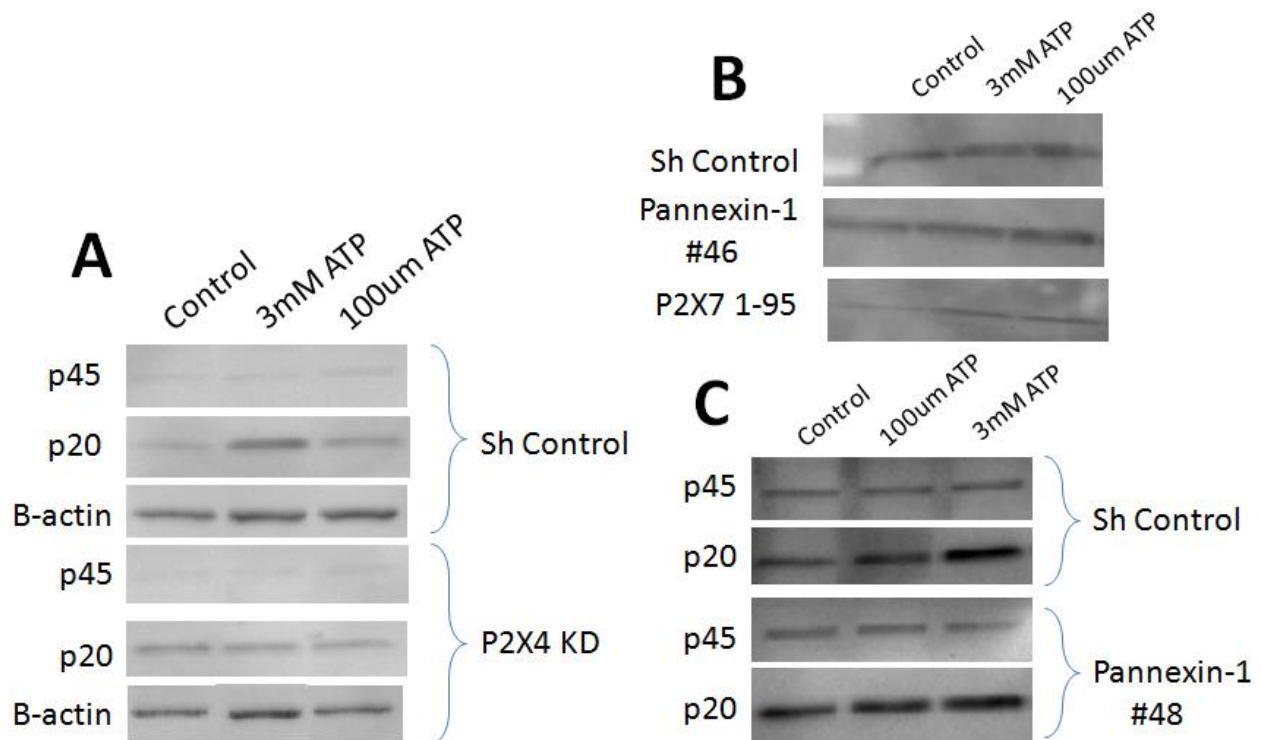 A
Control
3mM ATP
100um ATP
p45
p20
B-actin
Sh Control
p45
p20
B-actin
P2X4 KD
B
Control
3mM ATP
100um ATP
Sh Control
Pannexin-1
#46
P2X7 1-95
C
Control
100um ATP
3mM ATP
p45
p20
Sh Control
p45
p20
Pannexin-1
#48